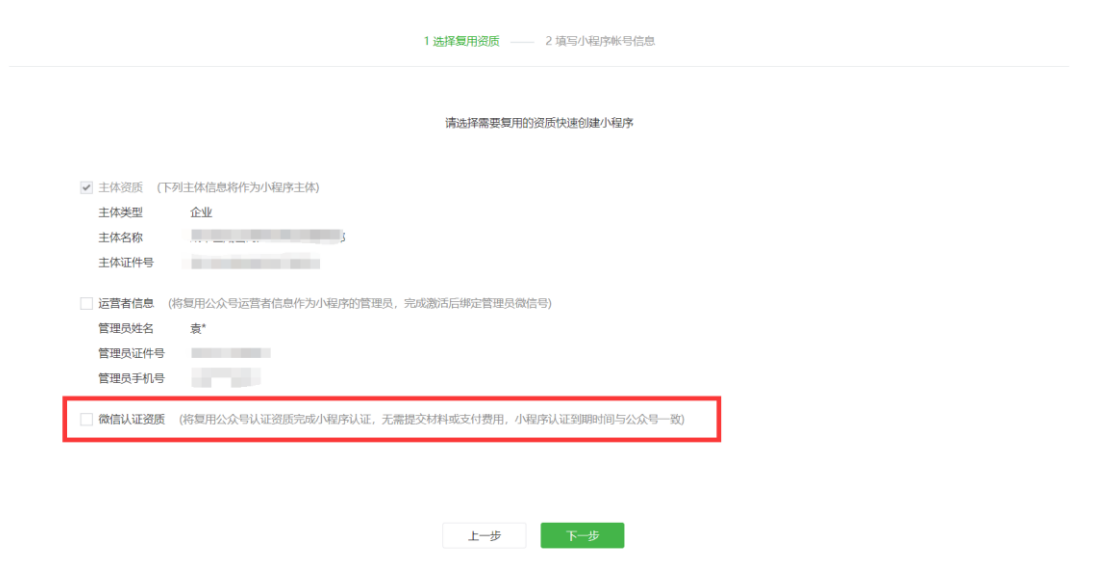 1 选择复用资质 —— 2 填写小程序帐号信息
请选择需要复用的资质快速创建小程序
主体资质 (下列主体信息将作为小程序主体)
主体类型 企业
主体名称
主体证件号
运营者信息 (将复用公众号运营者信息作为小程序的管理员，完成激活后绑定管理员微信号)
管理员姓名 袁*
管理员证件号
管理员手机号
微信认证资质 (将复用公众号认证资质完成小程序认证，无需提交材料或支付费用，小程序认证到期时间与公众号一致)
上一步 下一步